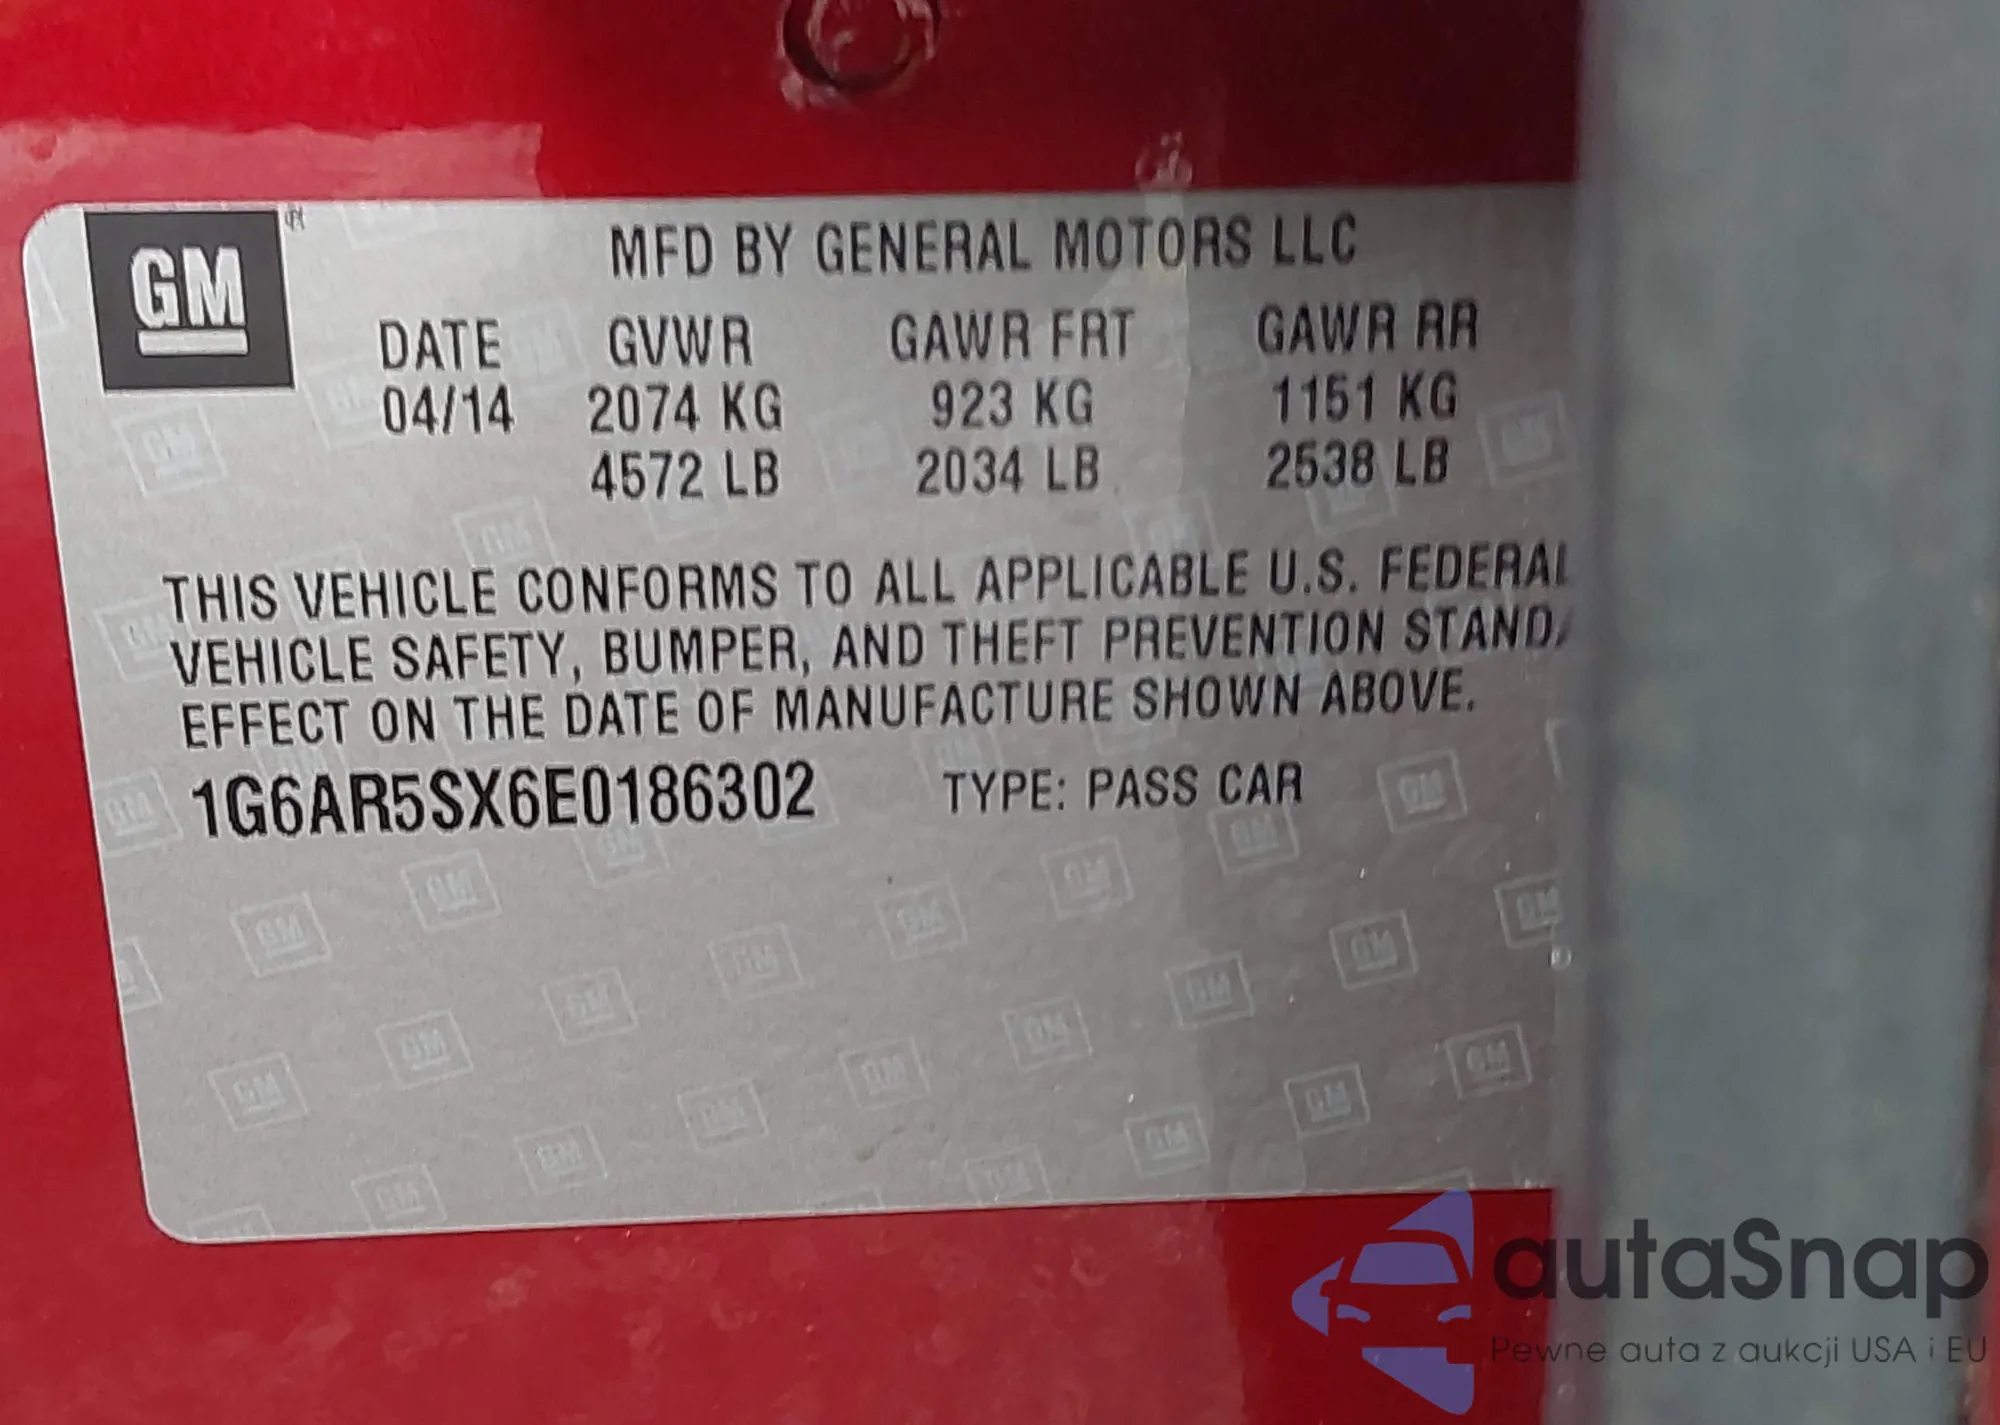 GM
MFD BY GENERAL MOTORS LLC
DATE GVWR GAWR FRT GAWR RR
04/14 2074 KG 923 KG 1151 KG
4572 LB 2034 LB 2538 LB
THIS VEHICLE CONFORMS TO ALL APPLICABLE U.S. FEDERAL
VEHICLE SAFETY, BUMPER, AND THEFT PREVENTION STANDA
EFFECT ON THE DATE OF MANUFACTURE SHOWN ABOVE.
1G6AR5SX6E0186302 TYPE: PASS CAR
autaSnap
Pewne auta z aukcji USA i EU